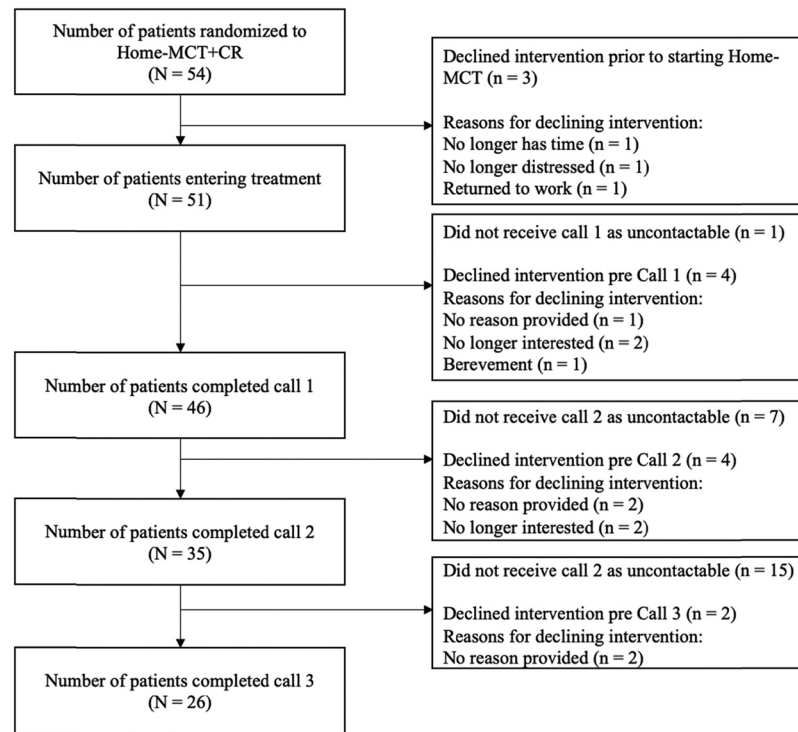 Number of patients randomized to
Home-MCT+CR
(N = 54)
Declined intervention prior to starting Home-
MCT (n = 3)
Reasons for declining intervention:
No longer has time (n = 1)
No longer distressed (n = 1)
Returned to work (n = 1)
Number of patients entering treatment
(N = 51)
Did not receive call 1 as uncontactable (n = 1)
Declined intervention pre Call 1 (n = 4)
Reasons for declining intervention:
No reason provided (n = 1)
No longer interested (n = 2)
Berevement (n = 1)
Number of patients completed call 1
(N = 46)
Did not receive call 2 as uncontactable (n = 7)
Declined intervention pre Call 2 (n = 4)
Reasons for declining intervention:
No reason provided (n = 2)
No longer interested (n = 2)
Number of patients completed call 2
(N = 35)
Did not receive call 2 as uncontactable (n = 15)
Declined intervention pre Call 3 (n = 2)
Reasons for declining intervention:
No reason provided (n = 2)
Number of patients completed call 3
(N = 26)